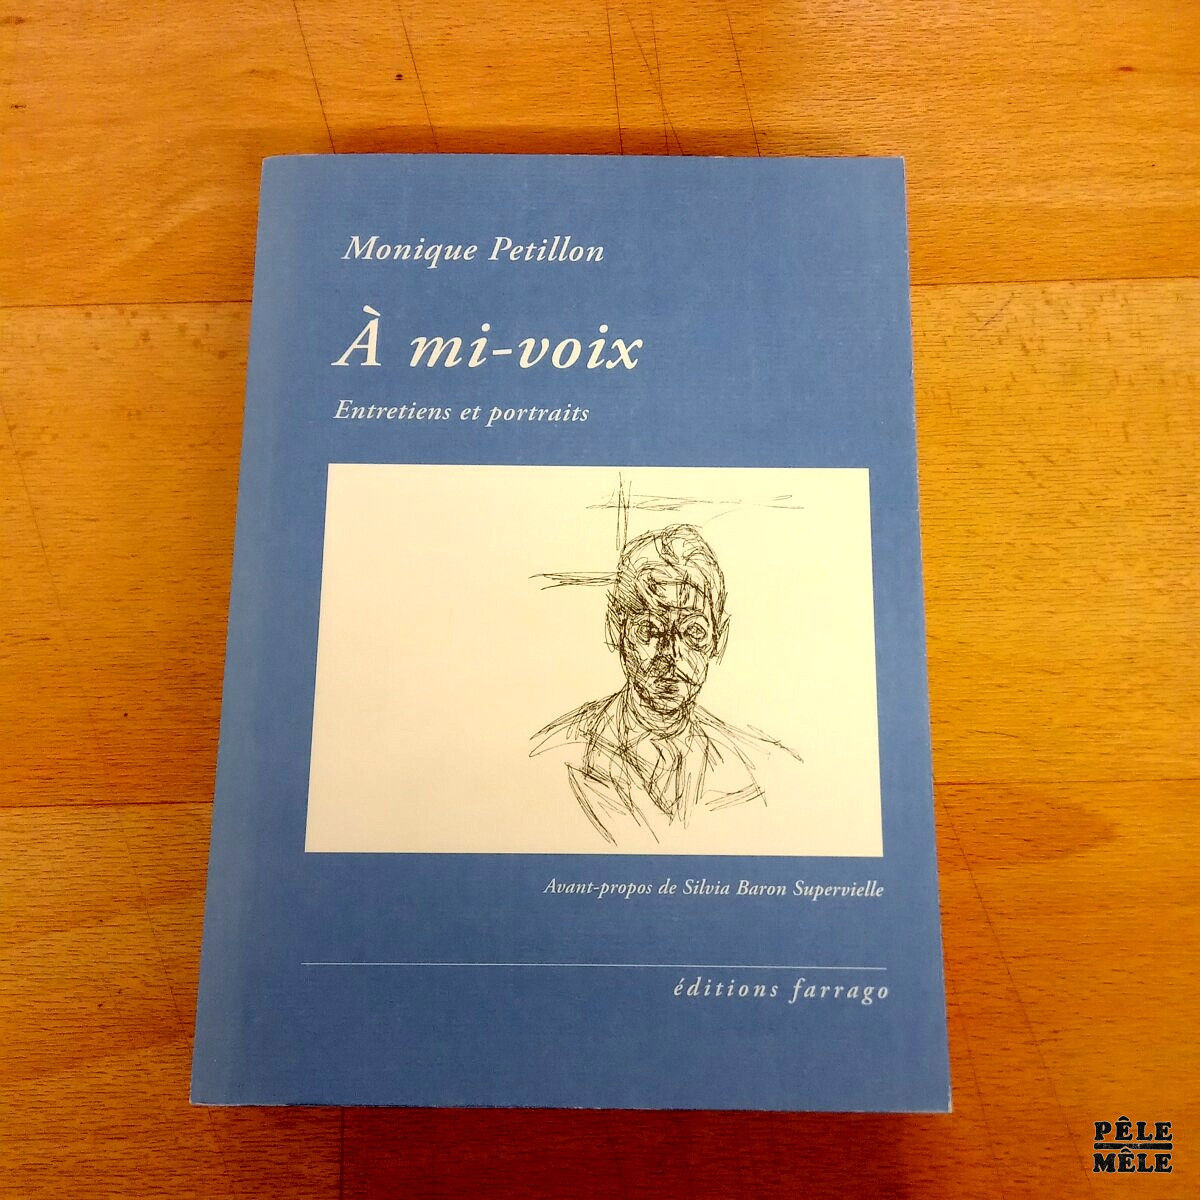 Monique Petillon
À mi-voix
Entretiens et portraits
Avant-propos de Silvia Baron Supervielle
éditions farrago
PÊLE
MÊLE